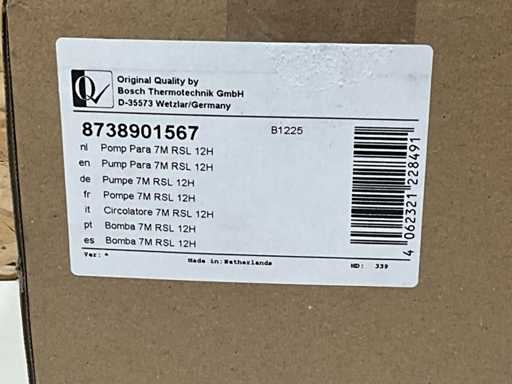 Original Quality by
Bosch Thermotechnik GmbH
D-35573 Wetzlar/Germany
8738901567
B1225
nl Pomp Para 7M RSL 12H
en Pump Para 7M RSL 12H
de Pumpe 7M RSL 12H
fr Pompe 7M RSL 12H
it Circolatore 7M RSL 12H
pt Bomba 7M RSL 12H
es Bomba 7M RSL 12H
4 062321 228491
Ver: *
Made in: Netherlands
HD: 339